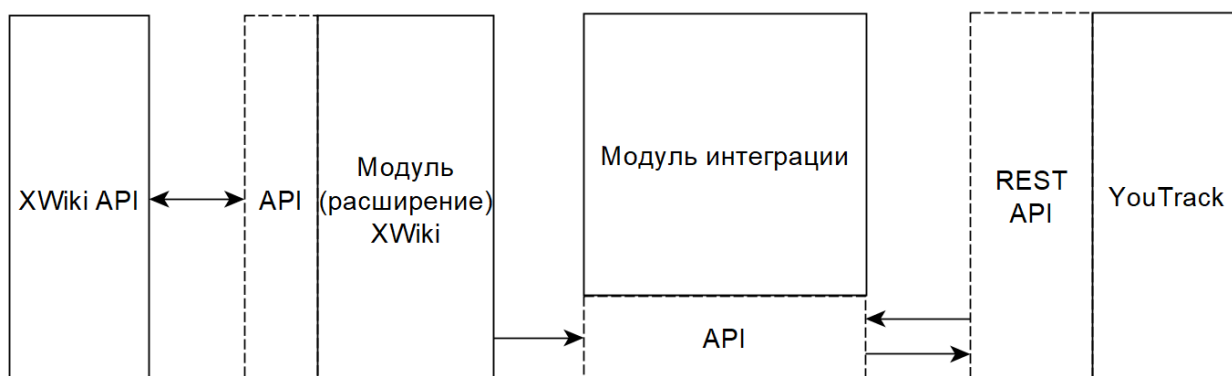 XWiki API
API
Модуль
(расширение)
XWiki
Модуль интеграции
API
REST
API
YouTrack